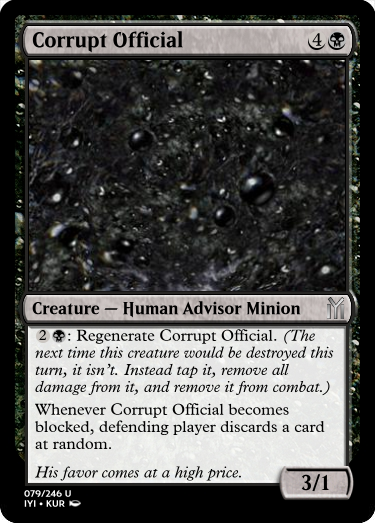 Corrupt Official 4
Creature — Human Advisor Minion
2 : Regenerate Corrupt Official. (The
next time this creature would be destroyed this
turn, it isn't. Instead tap it, remove all
damage from it, and remove it from combat.)
Whenever Corrupt Official becomes
blocked, defending player discards a card
at random.
His favor comes at a high price.
3/1
079/246 U
IYI • KUR